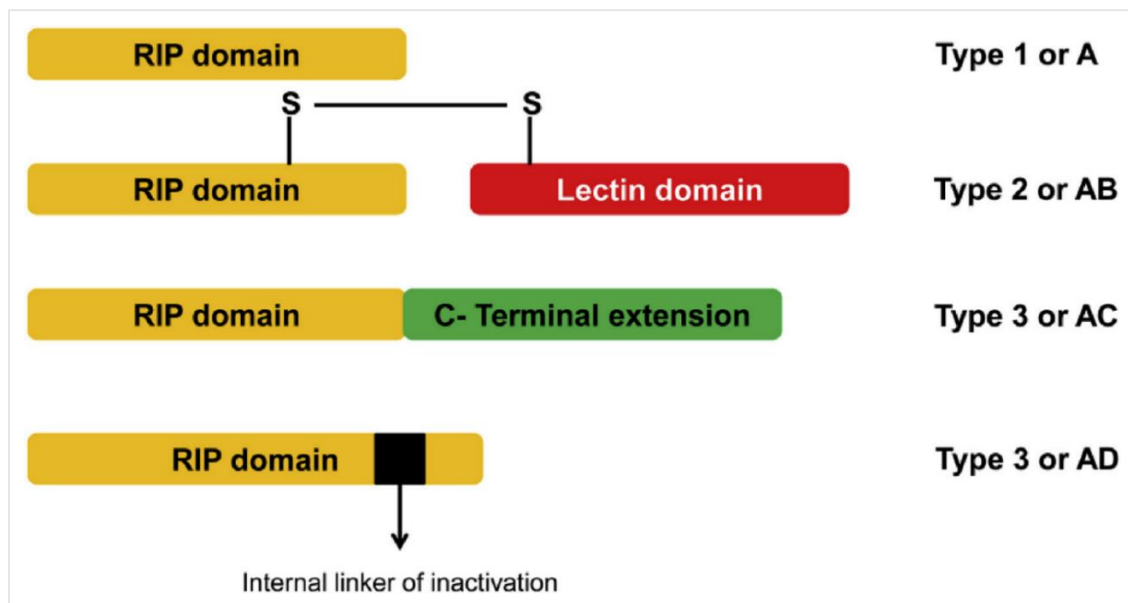 RIP domain Type 1 or A
S S
RIP domain Lectin domain Type 2 or AB
RIP domain C- Terminal extension Type 3 or AC
RIP domain Type 3 or AD
Internal linker of inactivation